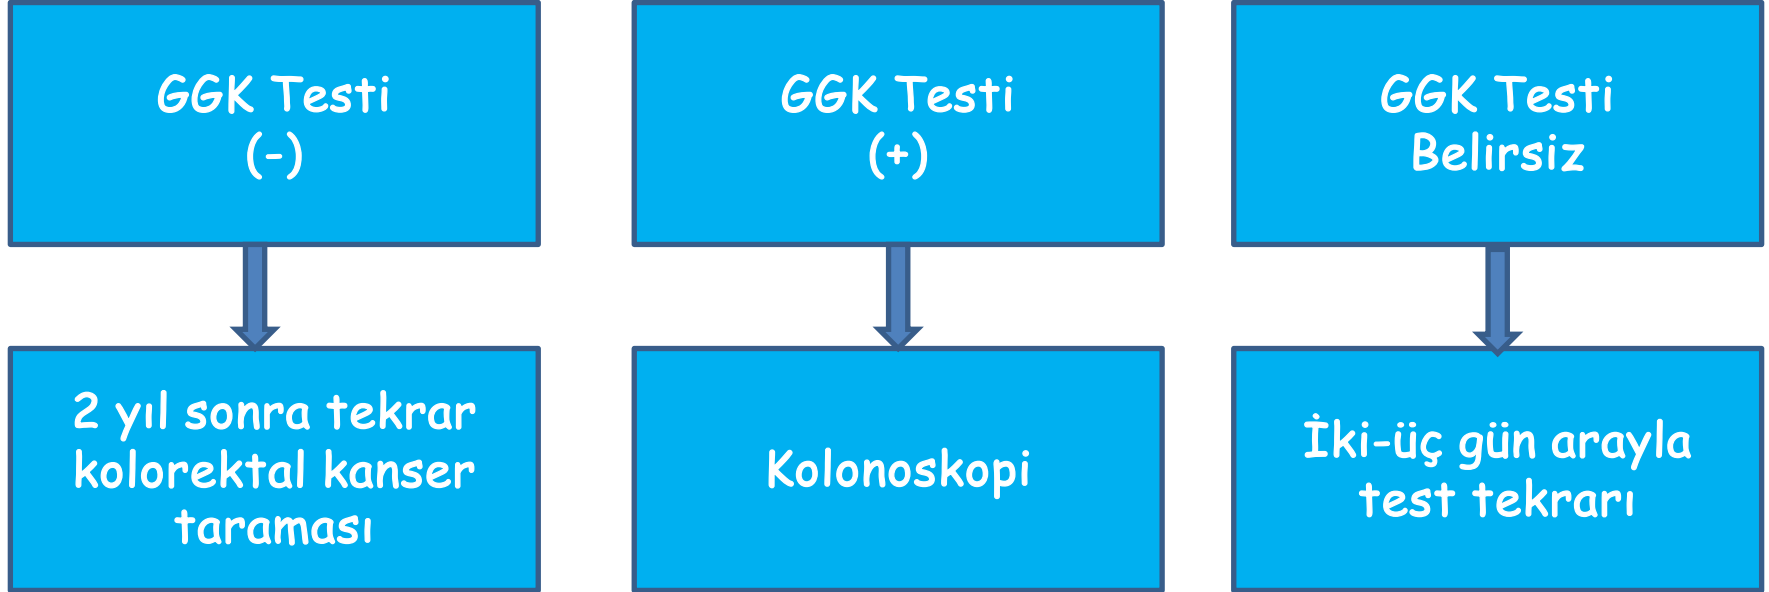 GGK Testi
(-)
GGK Testi
(+)
GGK Testi
Belirsiz
2 yıl sonra tekrar
kolorektal kanser
taraması
Kolonoskopi
İki-üç gün arayla
test tekrarı